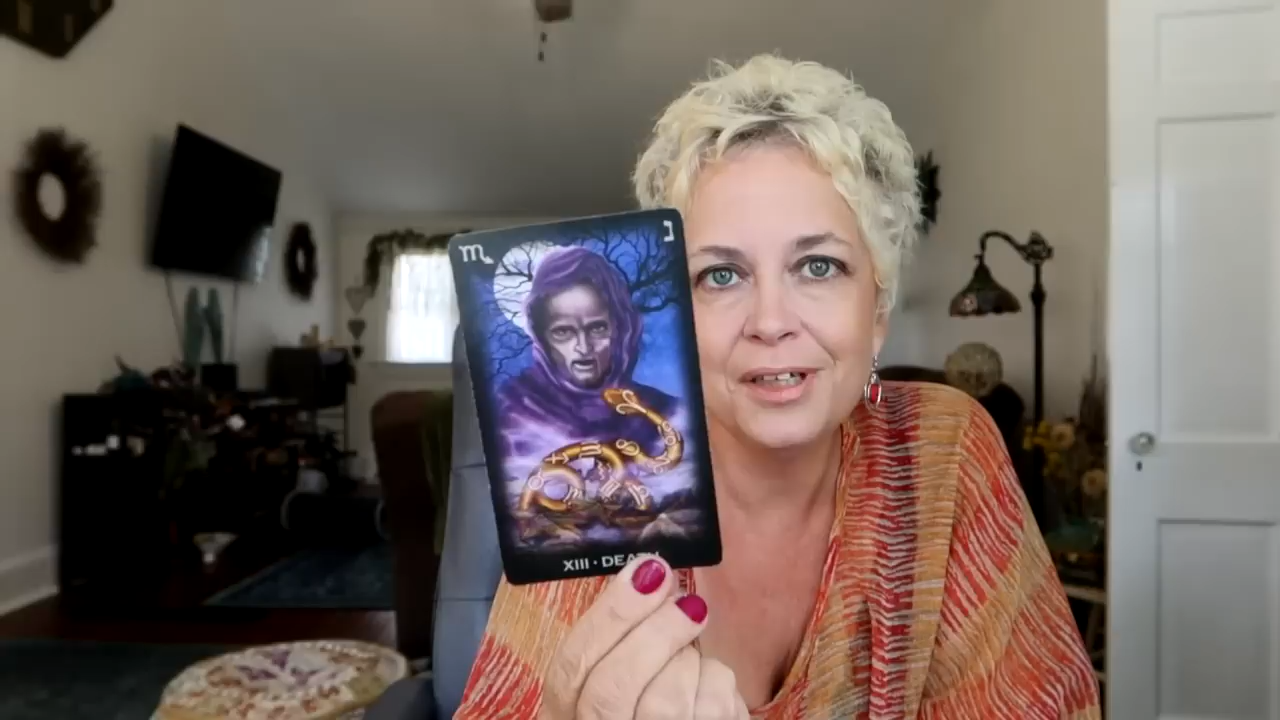 ♏ נ
XIII · DEATH